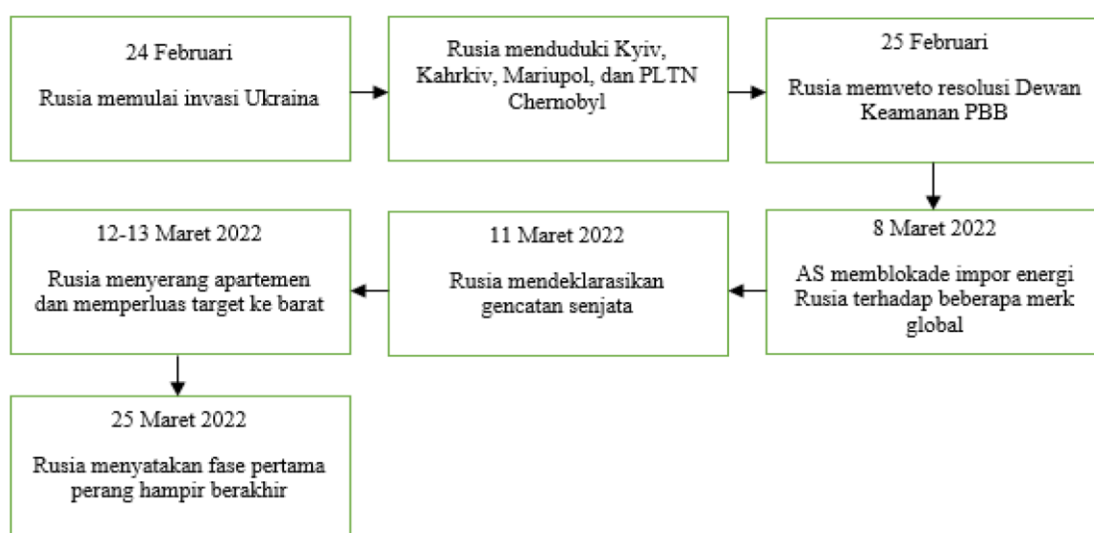 24 Februari
Rusia memulai invasi Ukraina
Rusia menduduki Kyiv,
Kahrkiv, Mariupol, dan PLTN
Chernobyl
25 Februari
Rusia memveto resolusi Dewan
Keamanan PBB
8 Maret 2022
AS memblokade impor energi
Rusia terhadap beberapa merk
global
11 Maret 2022
Rusia mendeklarasikan
gencatan senjata
12-13 Maret 2022
Rusia menyerang apartemen
dan memperluas target ke barat
25 Maret 2022
Rusia menyatakan fase pertama
perang hampir berakhir